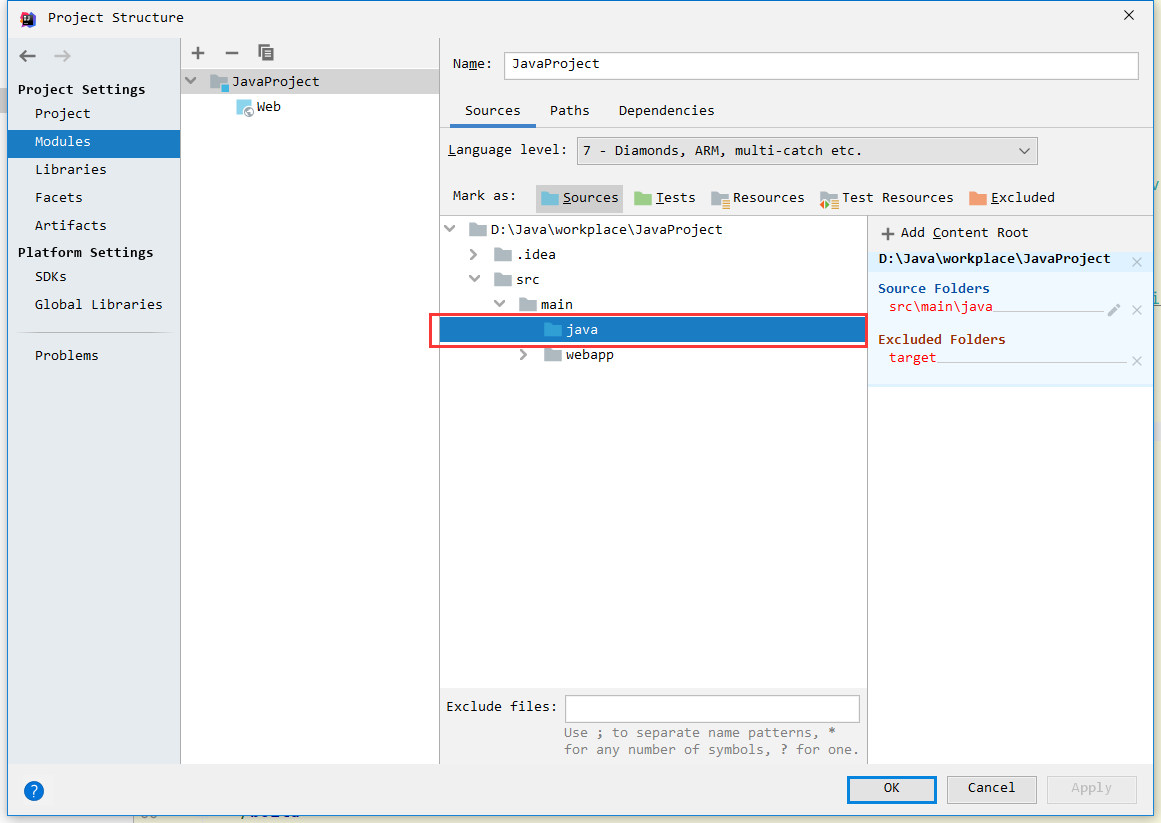 Project Structure
Project Settings
Project
Modules
Libraries
Facets
Artifacts
Platform Settings
SDKs
Global Libraries
Problems
JavaProject
Web
Name: JavaProject
Sources Paths Dependencies
Language level: 7 - Diamonds, ARM, multi-catch etc.
Mark as: Sources Tests Resources Test Resources Excluded
D:\Java\workplace\JavaProject
.idea
src
main
java
webapp
+ Add Content Root
D:\Java\workplace\JavaProject
Source Folders
src\main\java
Excluded Folders
target
Exclude files:
Use ; to separate name patterns, *
for any number of symbols, ? for one.
?
OK Cancel Apply